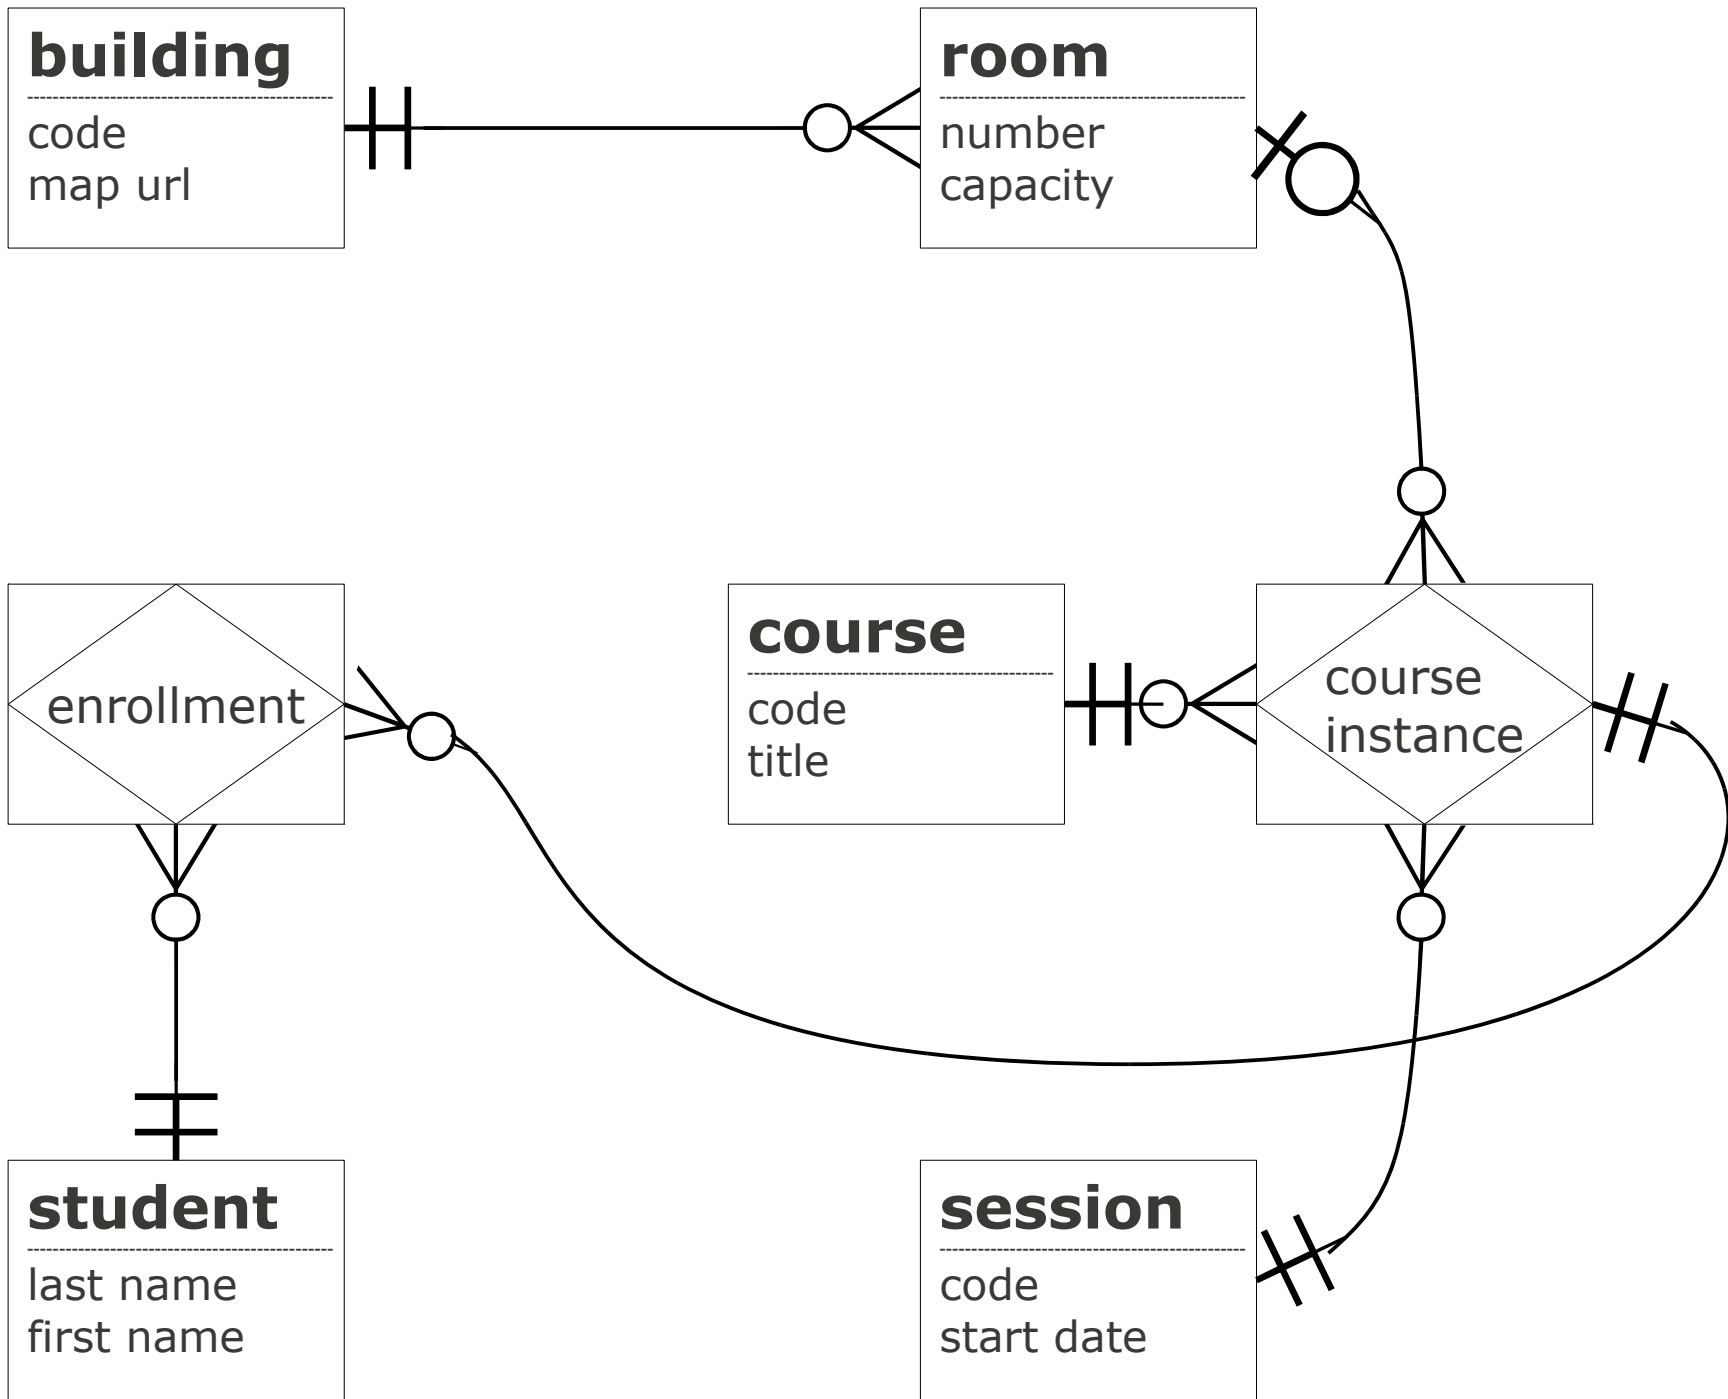 building
code
map url
room
number
capacity
enrollment
course
code
title
course
instance
student
last name
first name
session
code
start date